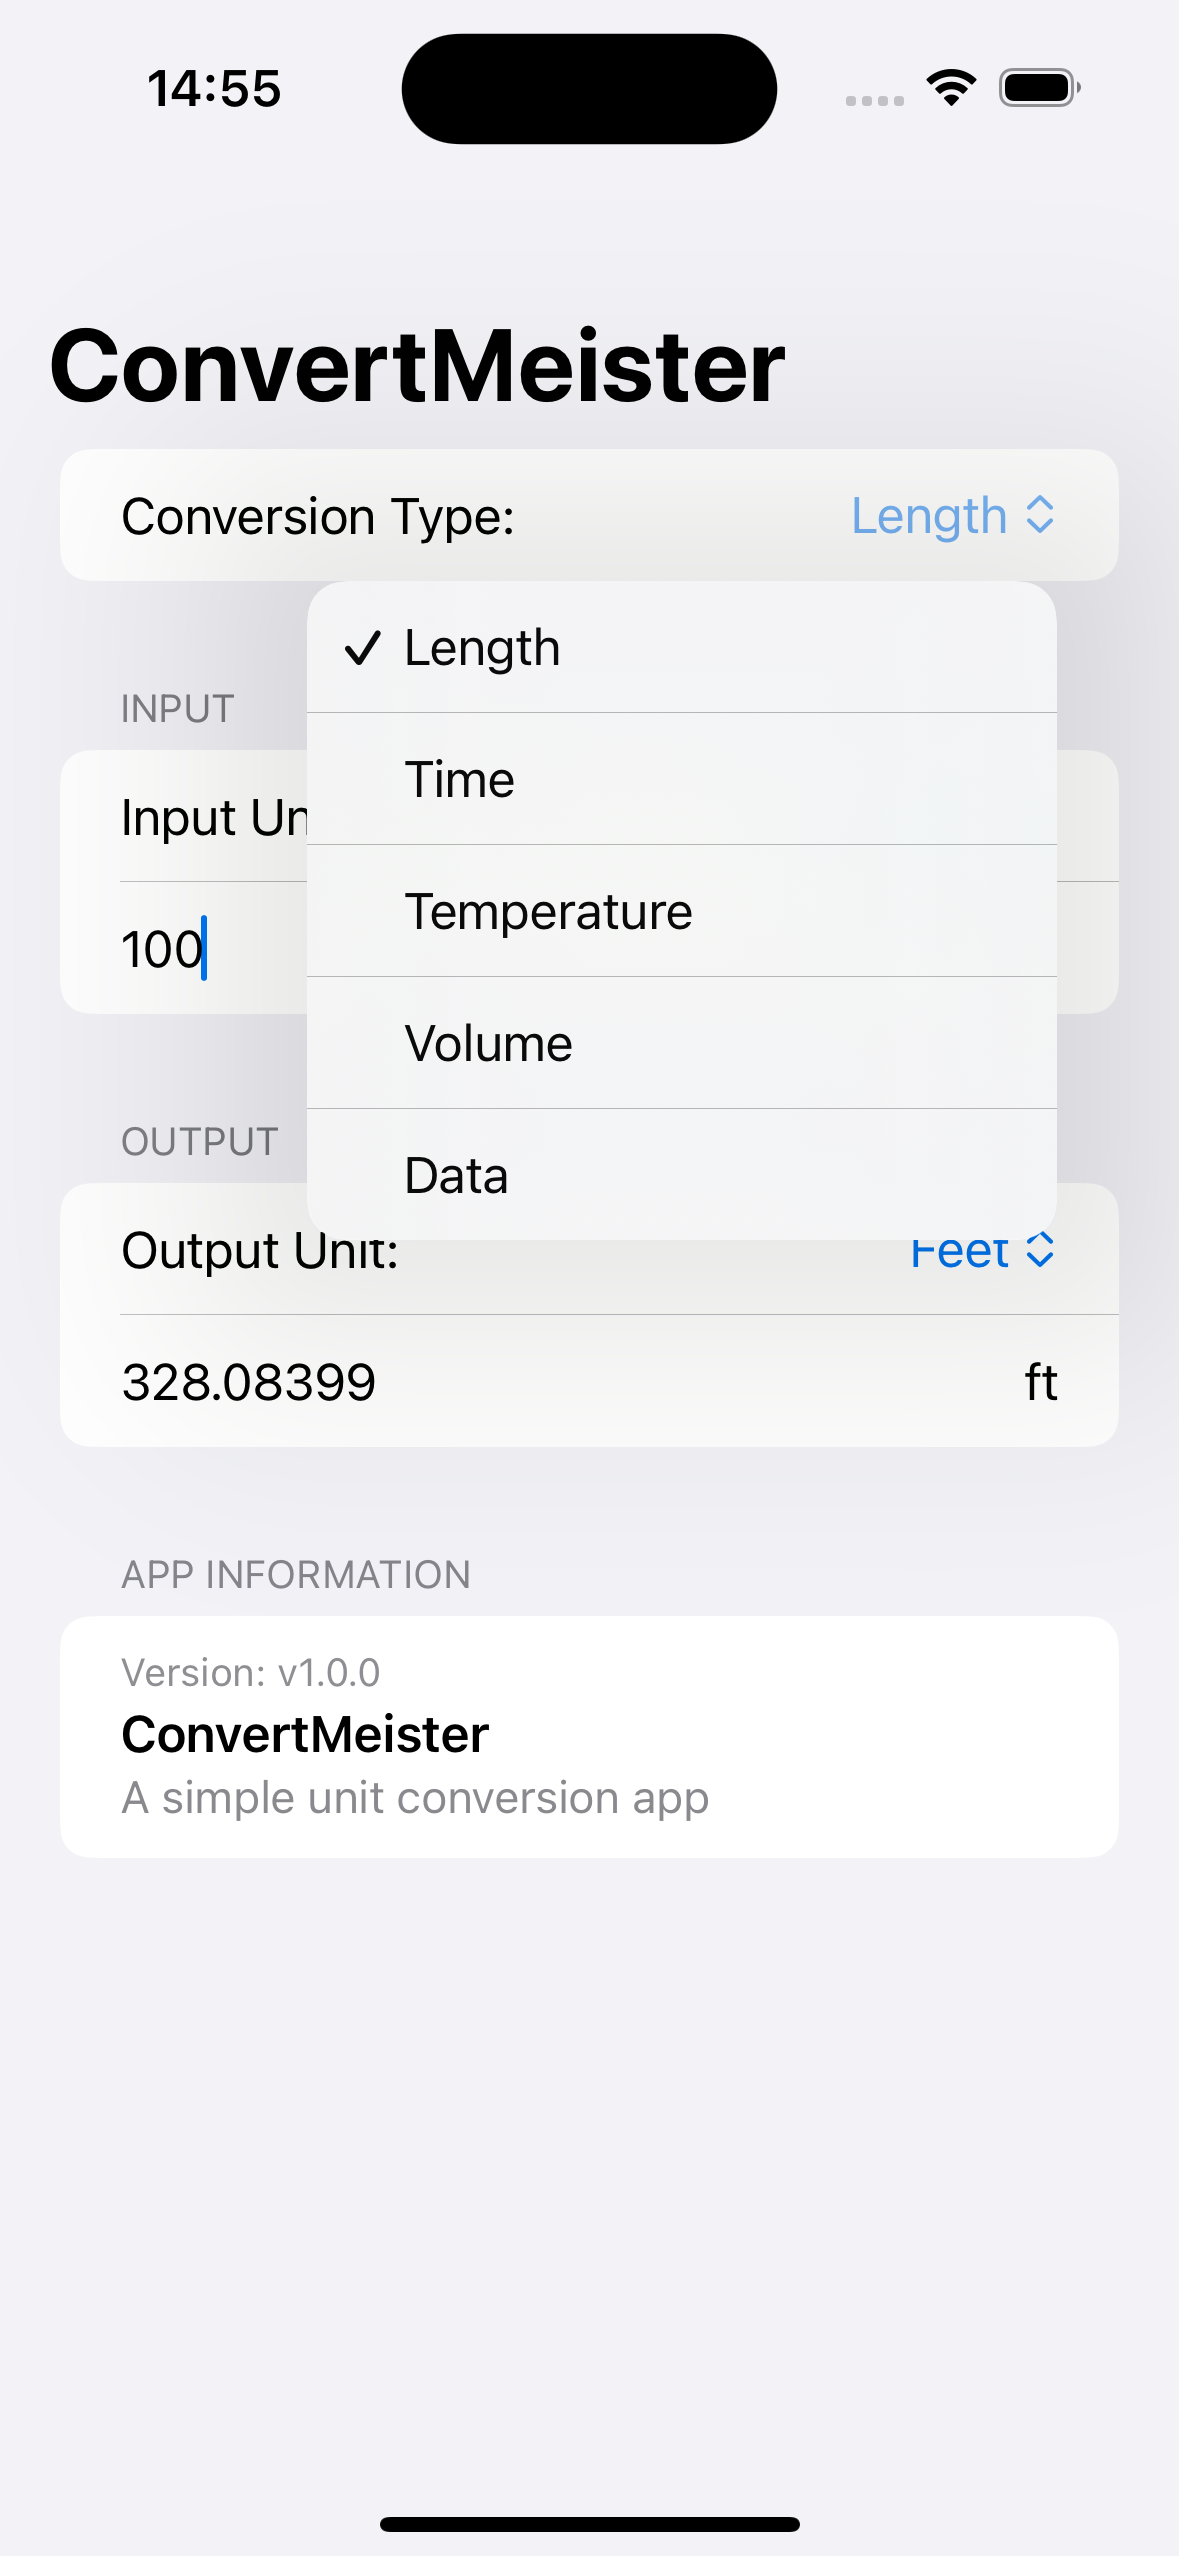 14:55
ConvertMeister
Conversion Type: Length
Length
INPUT
Time
Input Un
Temperature
100
Volume
OUTPUT
Data
Output Unit: Feet
328.08399 ft
APP INFORMATION
Version: v1.0.0
ConvertMeister
A simple unit conversion app